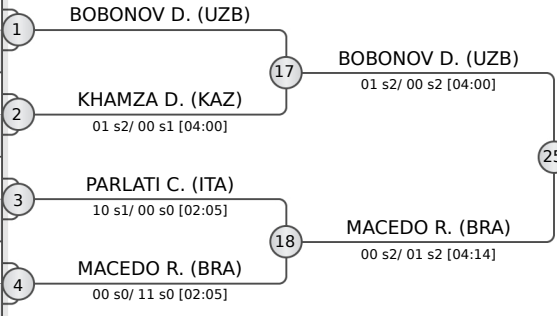 BOBONOV D. (UZB)
1
17
BOBONOV D. (UZB)
01 s2/ 00 s2 [04:00]
KHAMZA D. (KAZ)
2
01 s2/ 00 s1 [04:00]
25
PARLATI C. (ITA)
3
10 s1/ 00 s0 [02:05]
18
MACEDO R. (BRA)
00 s2/ 01 s2 [04:14]
MACEDO R. (BRA)
4
00 s0/ 11 s0 [02:05]